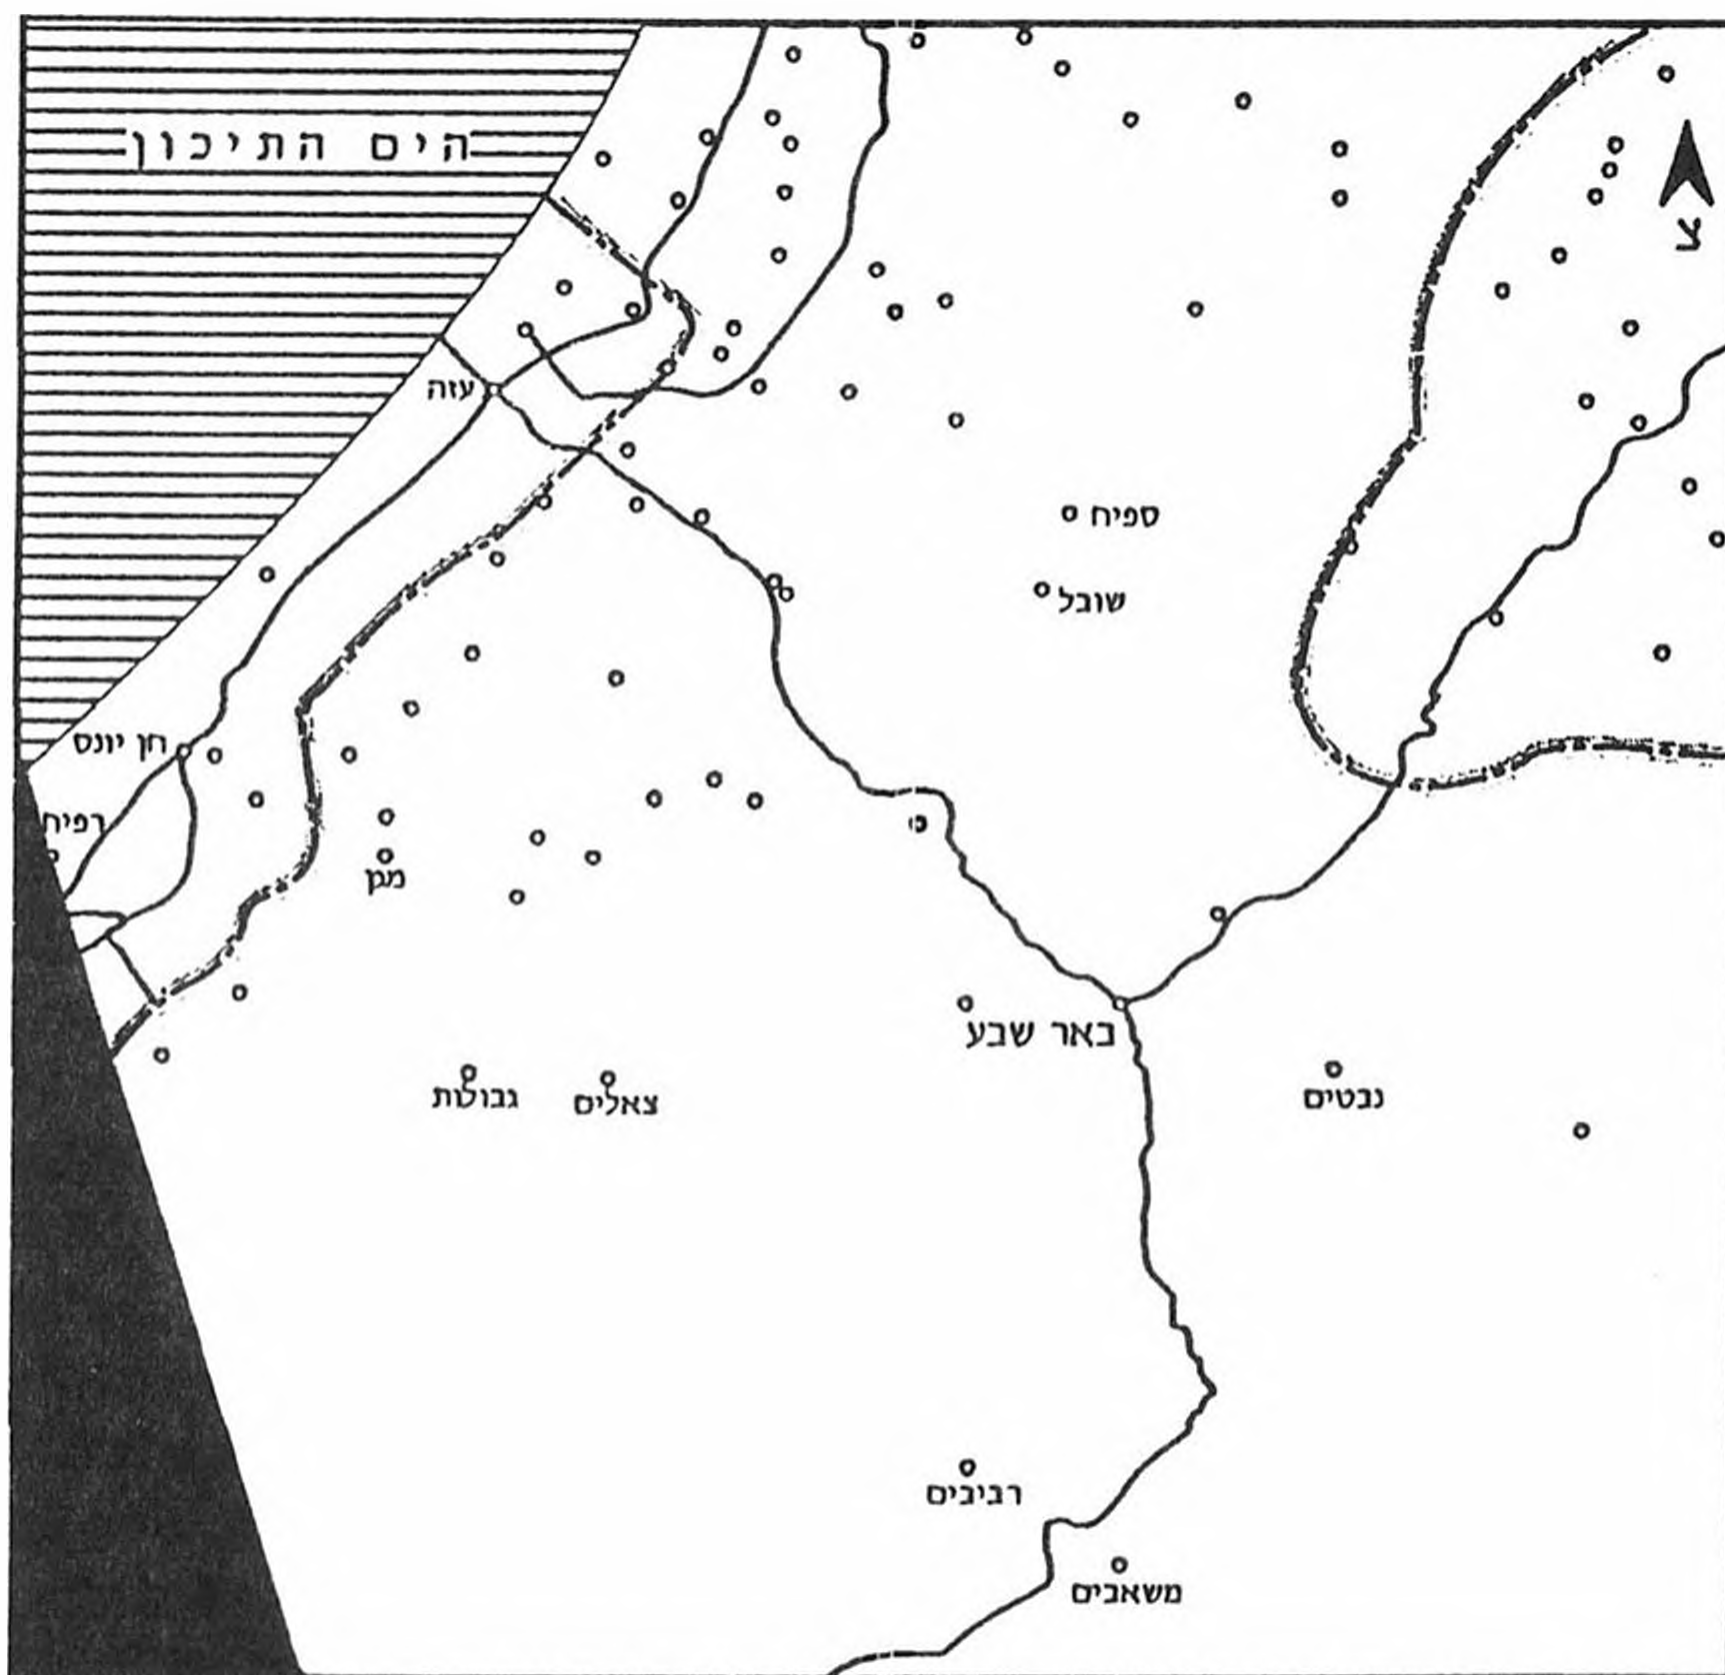 הים התיכון
צ
עזה
ספיח
שובל
חן יונס
רפיח
מגן
באר שבע
גבולות
צאלים
נבטים
רביבים
משאבים